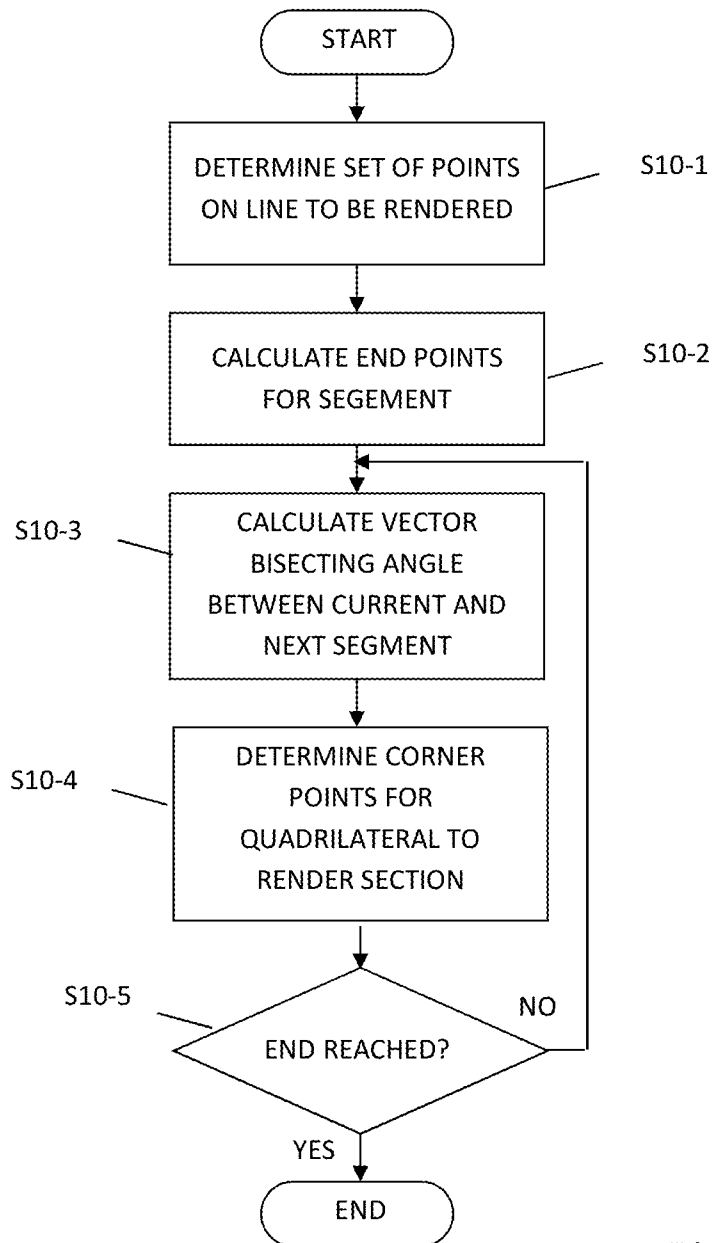 START
DETERMINE SET OF POINTS
ON LINE TO BE RENDERED
S10-1
CALCULATE END POINTS
FOR SEGEMENT
S10-2
S10-3
CALCULATE VECTOR
BISECTING ANGLE
BETWEEN CURRENT AND
NEXT SEGMENT
S10-4
DETERMINE CORNER
POINTS FOR
QUADRILATERAL TO
RENDER SECTION
S10-5
END REACHED?
NO
YES
END